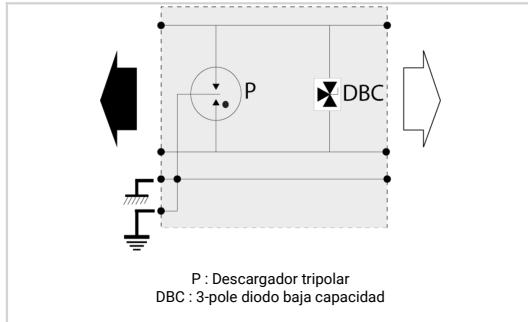 P
DBC
P : Descargador tripolar
DBC : 3-pole diodo baja capacidad